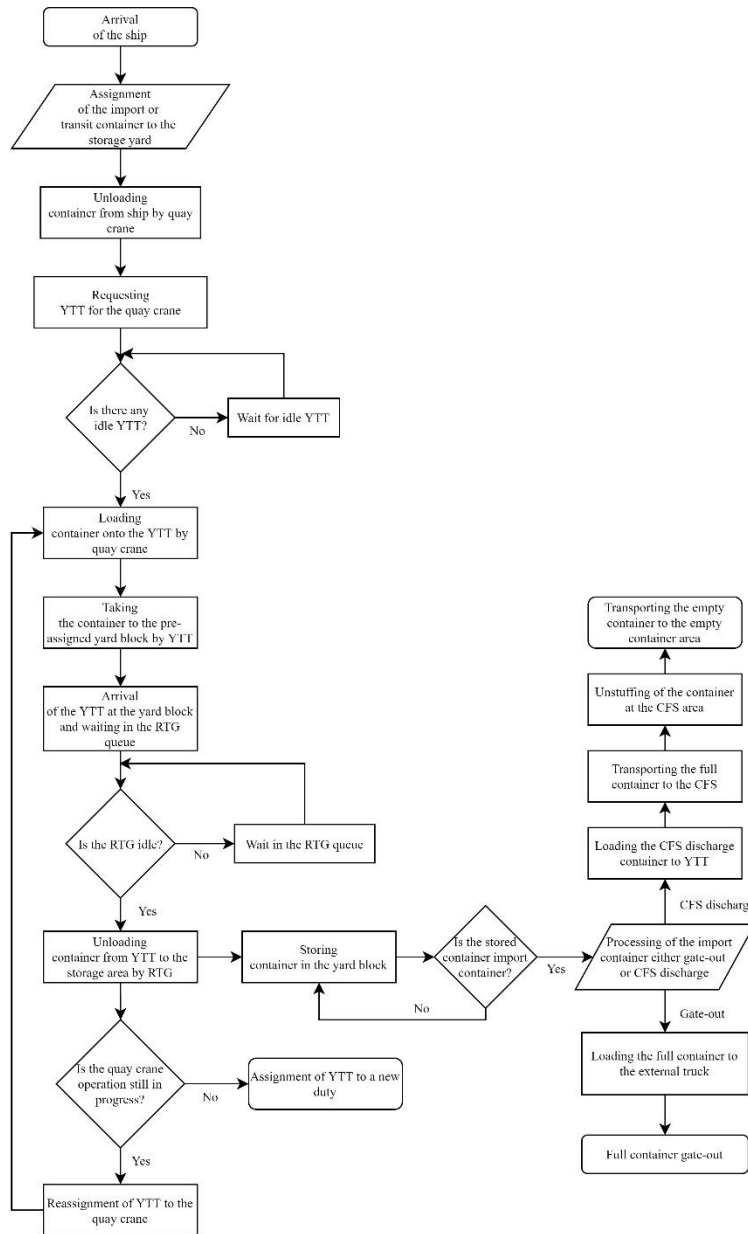 Arrival
of the ship
Assignment
of the import or
transit container to the
storage yard
Unloading
container from ship by quay
crane
Requesting
YTT for the quay crane
Is there any
idle YTT?
No
Wait for idle YTT
Yes
Loading
container onto the YTT by
quay crane
Taking
the container to the pre-
assigned yard block by YTT
Arrival
of the YTT at the yard block
and waiting in the RTG
queue
Is the RTG idle?
No
Wait in the RTG queue
Yes
Unloading
container from YTT to the
storage area by RTG
Storing
container in the yard block
Is the stored
container import
container?
No
Yes
Processing of the import
container either gate-out
or CFS discharge
CFS discharge
Loading the CFS discharge
container to YTT
Transporting the full
container to the CFS
Unstuffing of the container
at the CFS area
Transporting the empty
container to the empty
container area
Gate-out
Loading the full container to
the external truck
Full container gate-out
Is the quay crane
operation still in
progress?
No
Assignment of YTT to a new
duty
Yes
Reassignment of YTT to the
quay crane